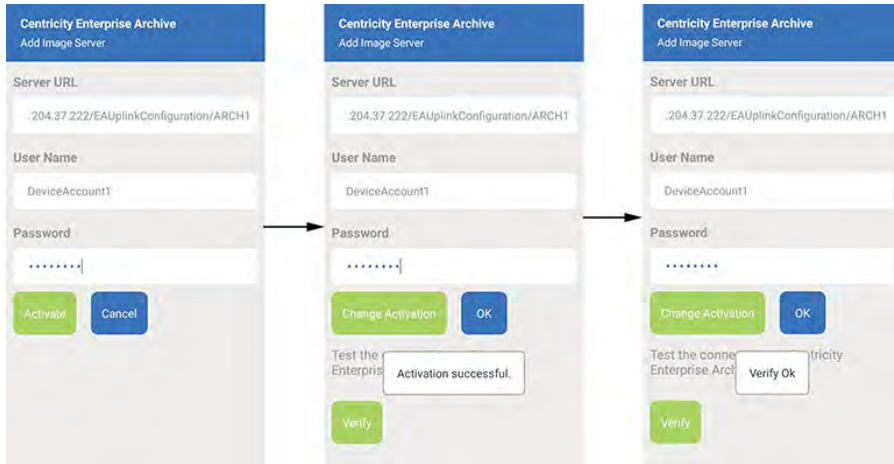 Centricity Enterprise Archive
Add Image Server
Server URL
.204.37.222/EAUplinkConfiguration/ARCH1
User Name
DeviceAccount1
Password
••••••••
Activate
Cancel
Centricity Enterprise Archive
Add Image Server
Server URL
.204.37.222/EAUplinkConfiguration/ARCH1
User Name
DeviceAccount1
Password
••••••••
Change Activation
OK
Test the
Enterpris
Activation successful.
Verify
Centricity Enterprise Archive
Add Image Server
Server URL
.204.37.222/EAUplinkConfiguration/ARCH1
User Name
DeviceAccount1
Password
••••••••
Change Activation
OK
Test the conne tricity
Enterprise Arc
Verify Ok
Verify